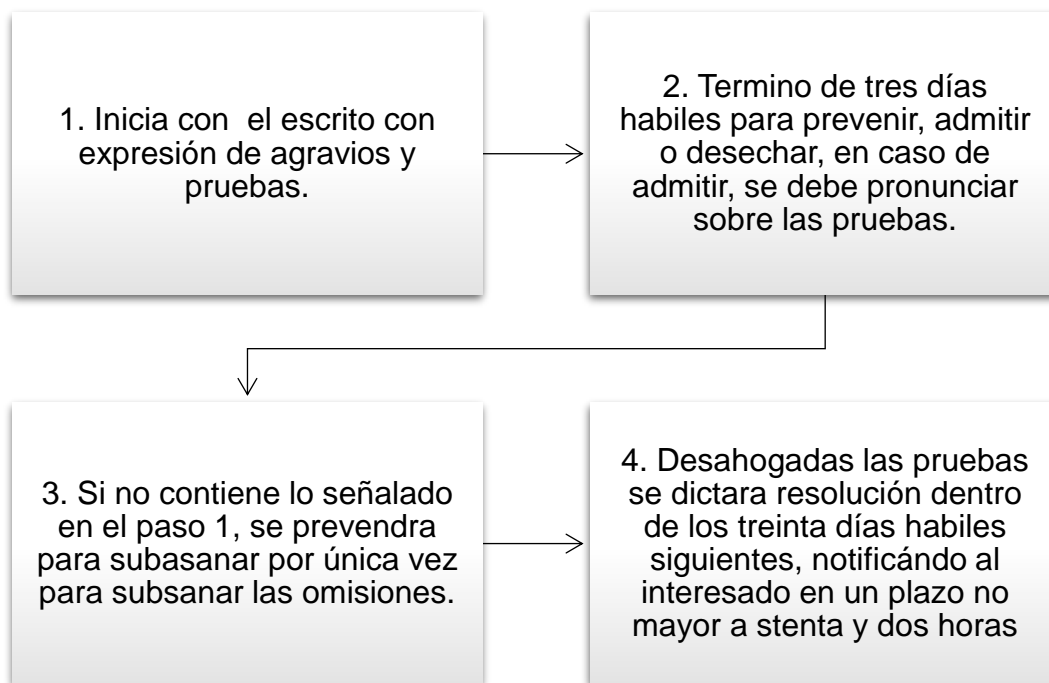 1. Inicia con el escrito con
expresión de agravios y
pruebas.
2. Termino de tres días
habiles para prevenir, admitir
o desechar, en caso de
admitir, se debe pronunciar
sobre las pruebas.
3. Si no contiene lo señalado
en el paso 1, se prevendra
para subasanar por única vez
para subsanar las omisiones.
4. Desahogadas las pruebas
se dictara resolución dentro
de los treinta días habiles
siguientes, notificándo al
interesado en un plazo no
mayor a stenta y dos horas